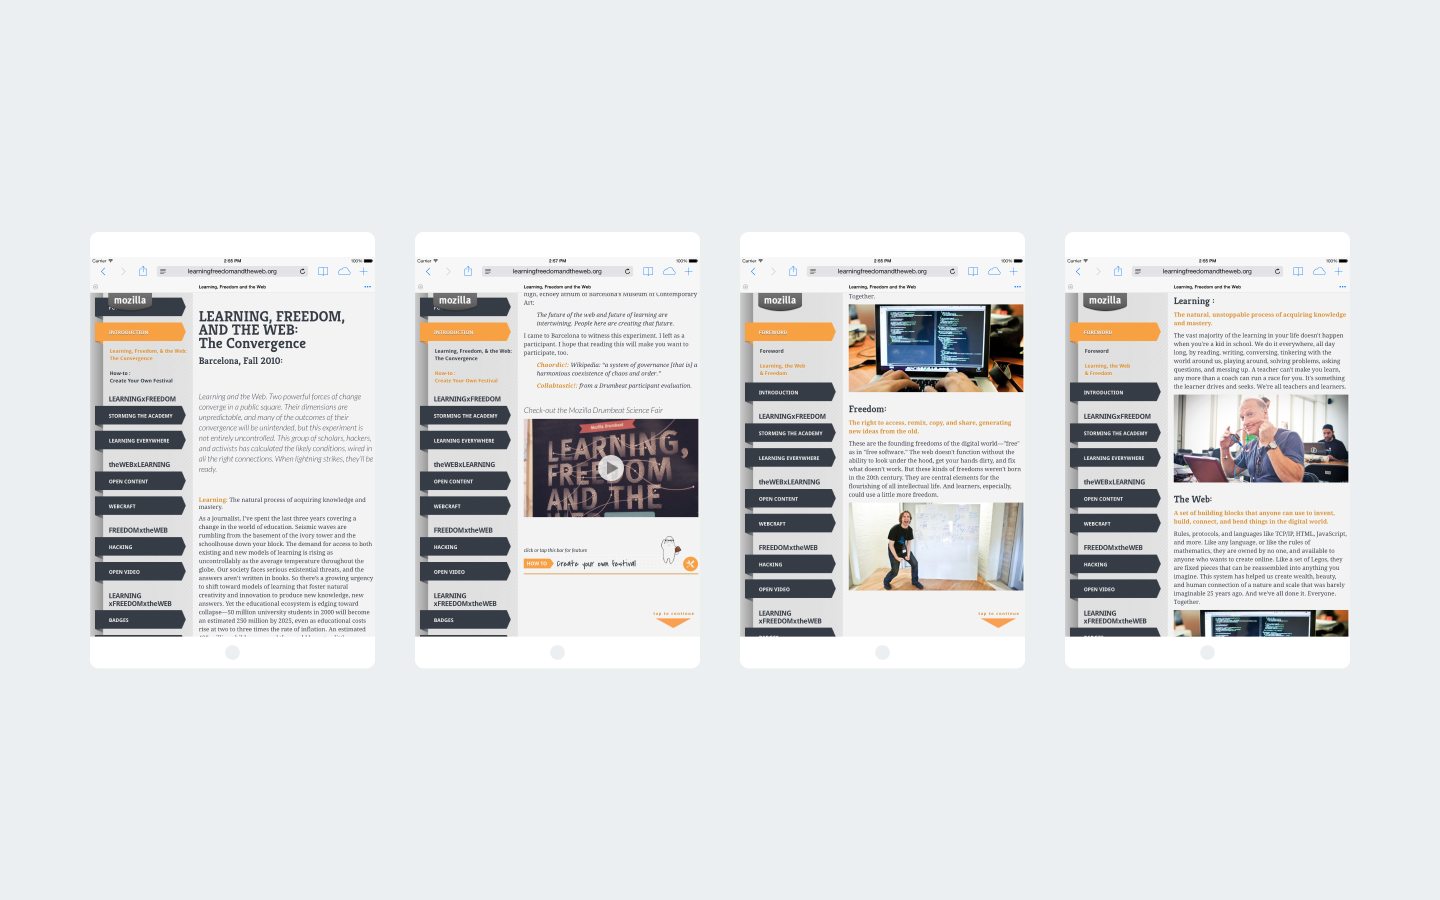 Carrier
2:56 PM
100%
learningfreedomandtheweb.org
Learning, Freedom and the Web
mozilla
INTRODUCTION
Learning, Freedom, & the Web:
The Convergence
How-to :
Create Your Own Festival
LEARNINGxFREEDOM
STORMING THE ACADEMY
LEARNING EVERYWHERE
theWEBxLEARNING
OPEN CONTENT
WEBCRAFT
FREEDOMxtheWEB
HACKING
OPEN VIDEO
LEARNING
xFREEDOMxtheWEB
BADGES
LEARNING, FREEDOM,
AND THE WEB:
The Convergence
Barcelona, Fall 2010:
Learning and the Web. Two powerful forces of change
converge in a public square. Their dimensions are
unpredictable, and many of the outcomes of their
convergence will be unintended, but this experiment is
not entirely uncontrolled. This group of scholars, hackers,
and activists has calculated the likely conditions, wired in
all the right connections. When lightning strikes, they'll be
ready.
Learning: The natural process of acquiring knowledge and
mastery.
As a journalist, I've spent the last three years covering a
change in the world of education. Seismic waves are
rumbling from the basement of the ivory tower and the
schoolhouse down your block. The demand for access to both
existing and new models of learning is rising as
uncontrollably as the average temperature throughout the
globe. Our society faces serious existential threats, and the
answers aren't written in books. So there's a growing urgency
to shift toward models of learning that foster natural
creativity and innovation to produce new knowledge, new
answers. Yet the educational ecosystem is edging toward
collapse—50 million university students in 2000 will become
an estimated 250 million by 2025, even as educational costs
rise at two to three times the rate of inflation. An estimated
Carrier
2:57 PM
100%
learningfreedomandtheweb.org
Learning, Freedom and the Web
mozilla
INTRODUCTION
Learning, Freedom, & the Web:
The Convergence
How-to :
Create Your Own Festival
LEARNINGxFREEDOM
STORMING THE ACADEMY
LEARNING EVERYWHERE
theWEBxLEARNING
OPEN CONTENT
WEBCRAFT
FREEDOMxtheWEB
HACKING
OPEN VIDEO
LEARNING
xFREEDOMxtheWEB
BADGES
high, echoey atrium of Barcelona's Museum of Contemporary
Art:
The future of the web and future of learning are
intertwining. People here are creating that future.
I came to Barcelona to witness this experiment. I left as a
participant. I hope that reading this will make you want to
participate, too.
Chaordic!: Wikipedia: "a system of governance [that is] a
harmonious coexistence of chaos and order."
Collabtastic!: from a Drumbeat participant evaluation.
Check-out the Mozilla Drumbeat Science Fair
Mozilla Drumbeat
LEARNING,
FREEDOM
AND THE
click or tap this bar for feature
HOW TO:
Create your own Festival
tap to continue
Carrier
2:55 PM
100%
learningfreedomandtheweb.org
Learning, Freedom and the Web
mozilla
FOREWORD
Foreword
Learning, the Web
& Freedom
INTRODUCTION
LEARNINGxFREEDOM
STORMING THE ACADEMY
LEARNING EVERYWHERE
theWEBxLEARNING
OPEN CONTENT
WEBCRAFT
FREEDOMxtheWEB
HACKING
OPEN VIDEO
LEARNING
xFREEDOMxtheWEB
Together.
Freedom:
The right to access, remix, copy, and share, generating
new ideas from the old.
These are the founding freedoms of the digital world—"free"
as in "free software." The web doesn't function without the
ability to look under the hood, get your hands dirty, and fix
what doesn't work. But these kinds of freedoms weren't born
in the 20th century. They are central elements for the
flourishing of all intellectual life. And learners, especially,
could use a little more freedom.
tap to continue
Carrier
2:55 PM
100%
learningfreedomandtheweb.org
Learning, Freedom and the Web
mozilla
FOREWORD
Foreword
Learning, the Web
& Freedom
INTRODUCTION
LEARNINGxFREEDOM
STORMING THE ACADEMY
LEARNING EVERYWHERE
theWEBxLEARNING
OPEN CONTENT
WEBCRAFT
FREEDOMxtheWEB
HACKING
OPEN VIDEO
LEARNING
xFREEDOMxtheWEB
Learning :
The natural, unstoppable process of acquiring knowledge
and mastery.
The vast majority of the learning in your life doesn't happen
when you're a kid in school. We do it everywhere, all day
long, by reading, writing, conversing, tinkering with the
world around us, playing around, solving problems, asking
questions, and messing up. A teacher can't make you learn,
any more than a coach can run a race for you. It's something
the learner drives and seeks. We're all teachers and learners.
The Web:
A set of building blocks that anyone can use to invent,
build, connect, and bend things in the digital world.
Rules, protocols, and languages like TCP/IP, HTML, JavaScript,
and more. Like any language, or like the rules of
mathematics, they are owned by no one, and available to
anyone who wants to create online. Like a set of Legos, they
are fixed pieces that can be reassembled into anything you
imagine. This system has helped us create wealth, beauty,
and human connection of a nature and scale that was barely
imaginable 25 years ago. And we've all done it. Everyone.
Together.